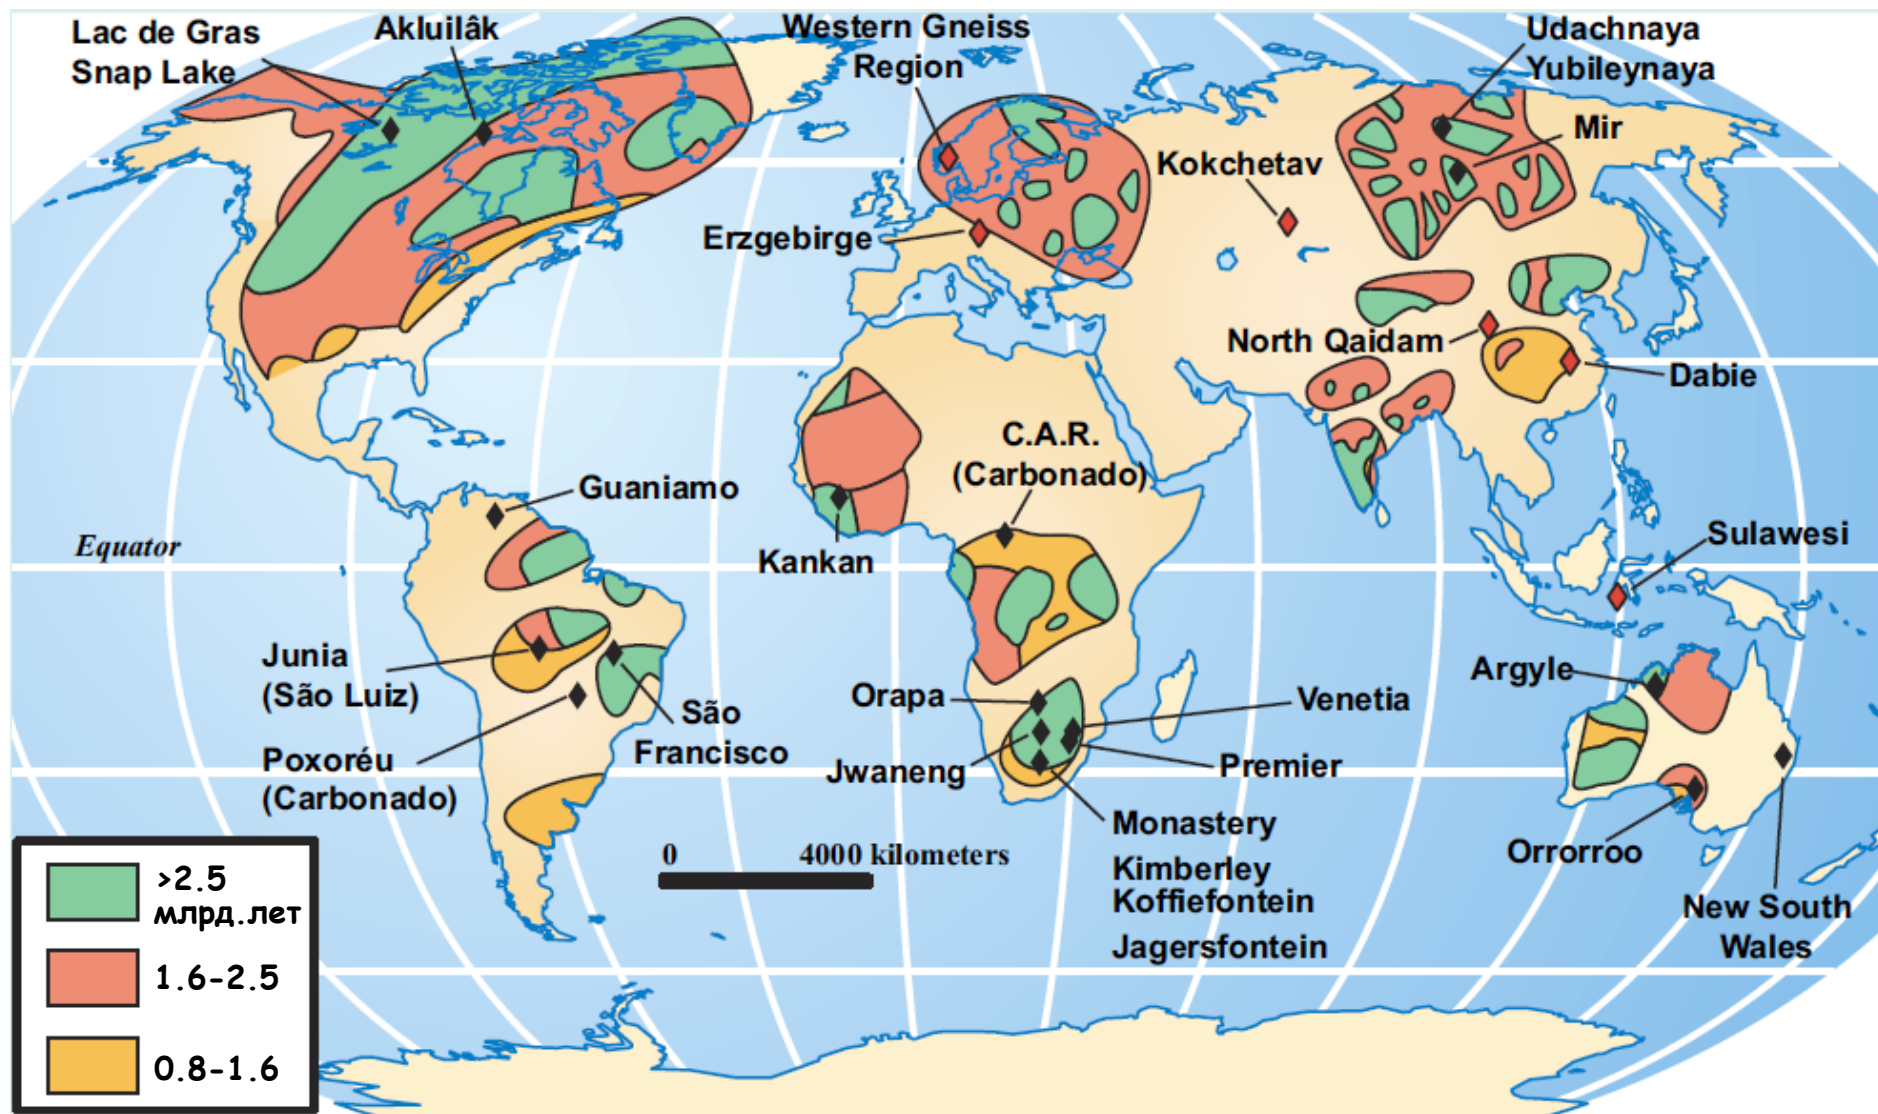 Lac de Gras
Snap Lake
Akluilâk
Western Gneiss
Region
Udachnaya
Yubileynaya
Mir
Kokchetav
Erzgebirge
North Qaidam
Dabie
C.A.R.
(Carbonado)
Guaniamo
Equator
Kankan
Sulawesi
Junia
(São Luiz)
Poxoréu
(Carbonado)
São
Francisco
Orapa
Venetia
Jwaneng
Premier
Argyle
Monastery
Kimberley
Koffiefontein
Jagersfontein
Orrorroo
New South
Wales
0 4000 kilometers
>2.5
млрд.лет
1.6-2.5
0.8-1.6